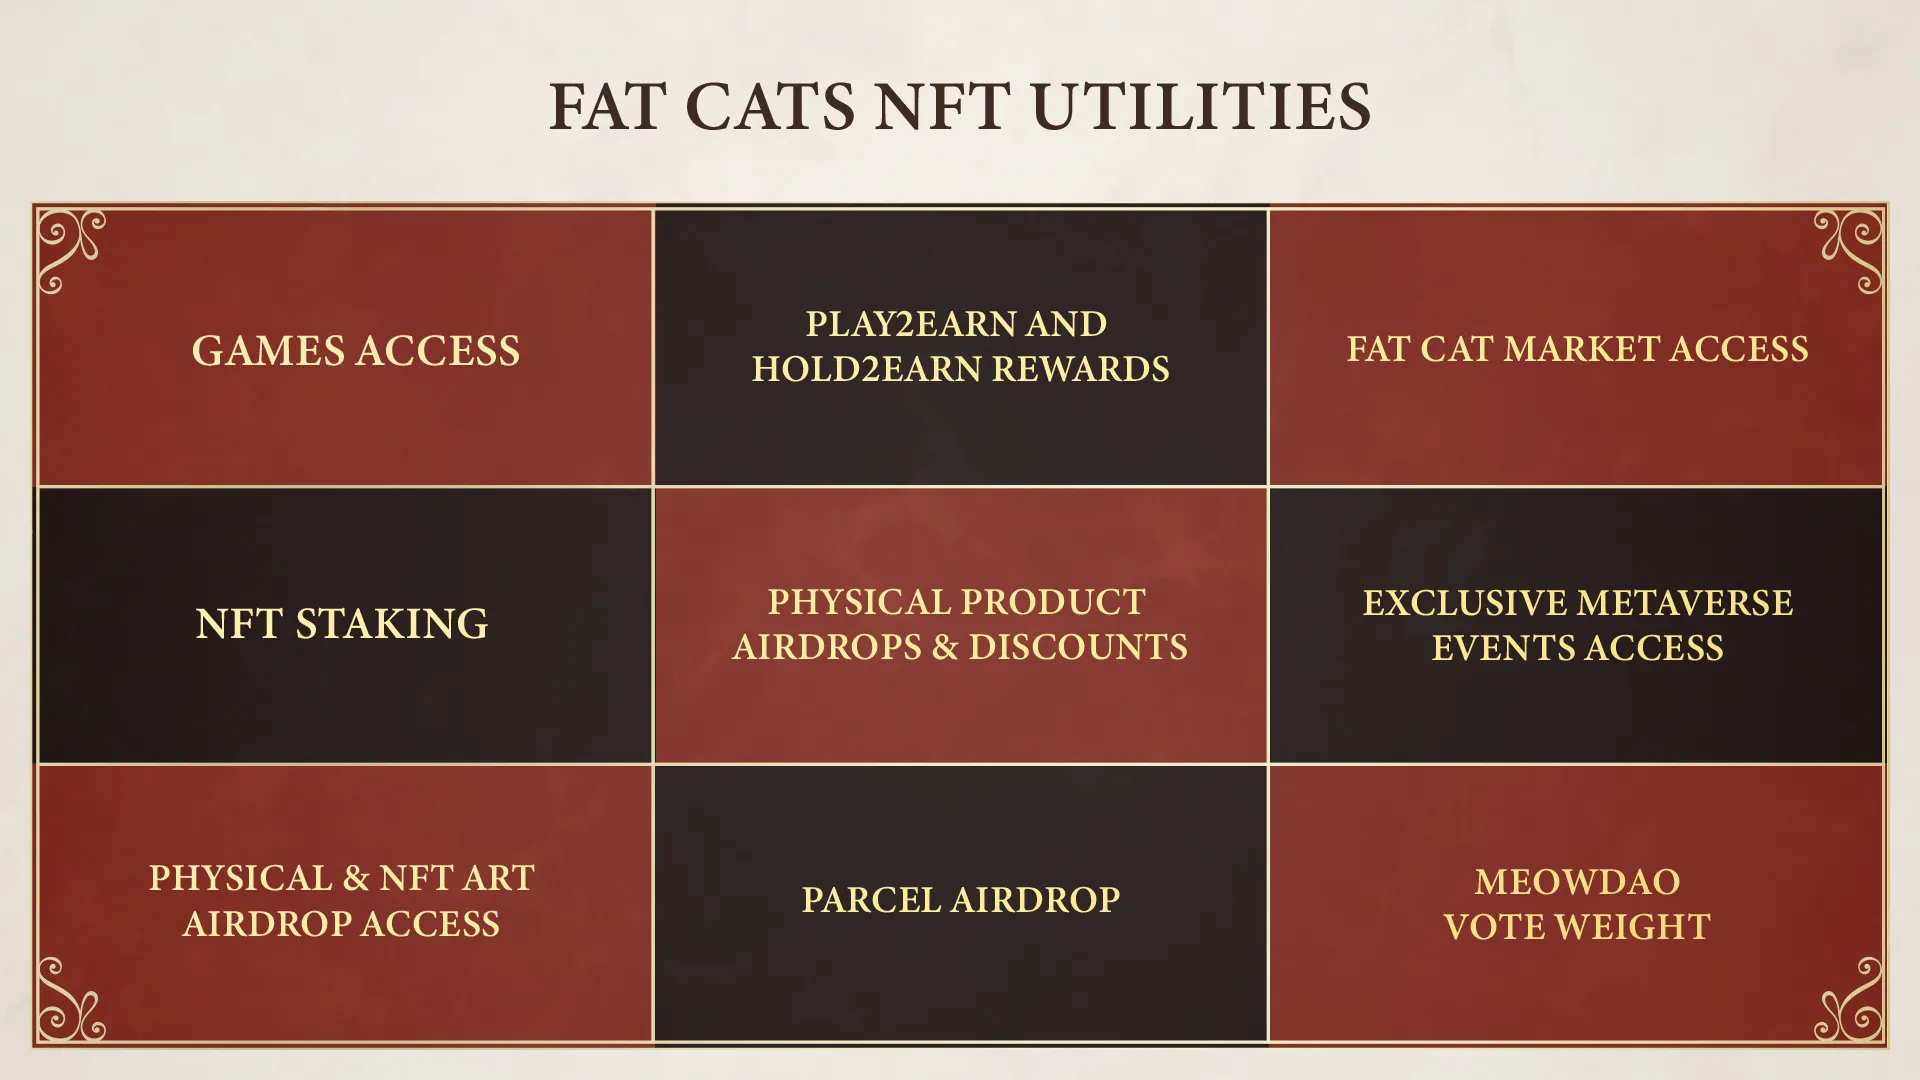 FAT CATS NFT UTILITIES
GAMES ACCESS
PLAY2EARN AND
HOLD2EARN REWARDS
FAT CAT MARKET ACCESS
NFT STAKING
PHYSICAL PRODUCT
AIRDROPS & DISCOUNTS
EXCLUSIVE METAVERSE
EVENTS ACCESS
PHYSICAL & NFT ART
AIRDROP ACCESS
PARCEL AIRDROP
MEOWDAO
VOTE WEIGHT